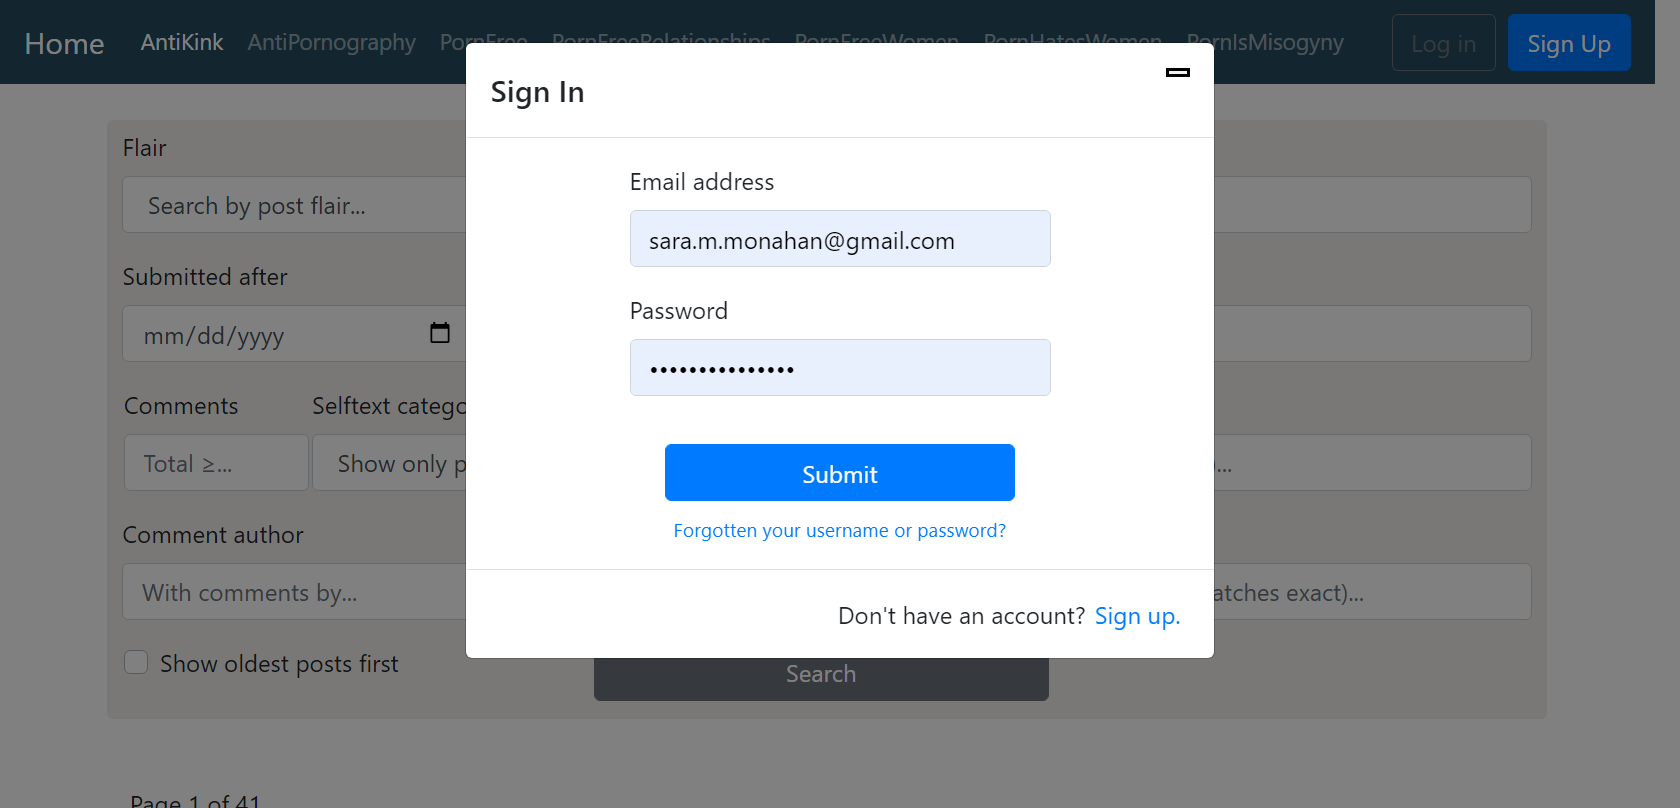 Home AntiKink AntiPornography PornFree PornFreeRelationships PornFreeWomen PornHatesWomen PornIsMisogyny Log in Sign Up
Sign In
Flair
Search by post flair...
Email address
sara.m.monahan@gmail.com
Submitted after
mm/dd/yyyy
Password
•••••••••••••••
Comments Selftext catego
Total ≥... Show only p ...
Submit
Forgotten your username or password?
Comment author
With comments by... atches exact)...
Don't have an account? Sign up.
Show oldest posts first
Search
Page 1 of 41